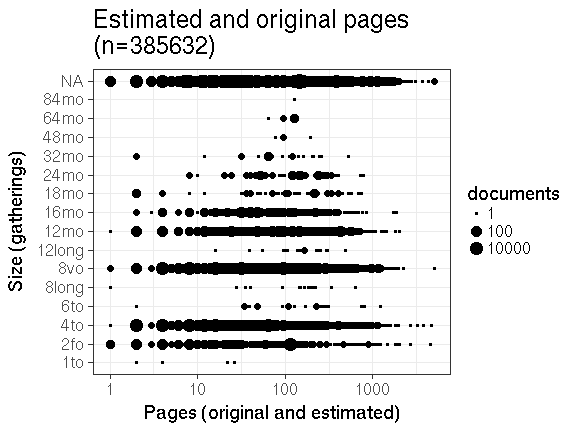 Estimated and original pages
(n=385632)
Size (gatherings)
NA
84mo
64mo
48mo
32mo
24mo
18mo
16mo
12mo
12long
8vo
8long
6to
4to
2fo
1to
1 10 100 1000
Pages (original and estimated)
documents
1
100
10000